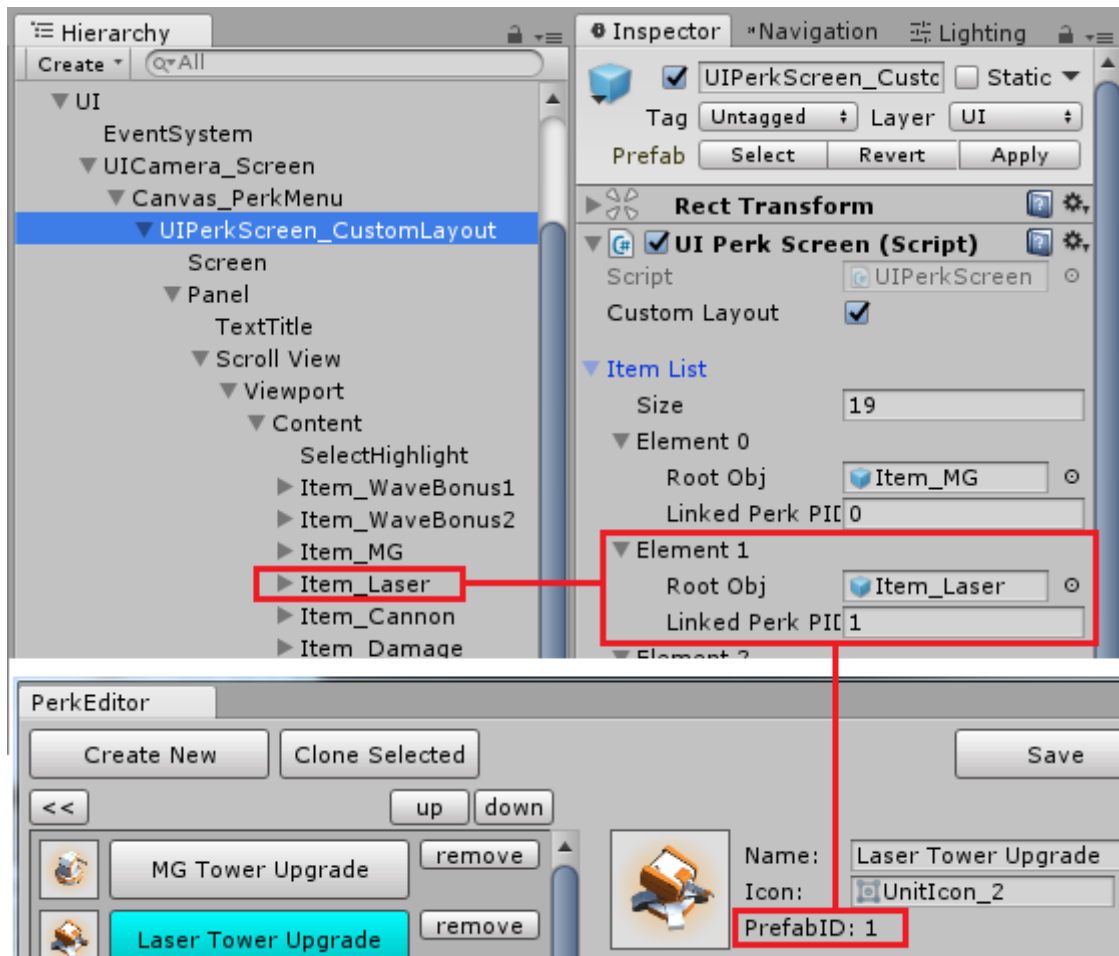 Hierarchy
Create
All
UI
EventSystem
UICamera_Screen
Canvas_PerkMenu
UIPerkScreen_CustomLayout
Screen
Panel
TextTitle
Scroll View
Viewport
Content
SelectHighlight
Item_WaveBonus1
Item_WaveBonus2
Item_MG
Item_Laser
Item_Cannon
Item_Damage
Inspector Navigation Lighting
UIPerkScreen_Custo Static
Tag Untagged Layer UI
Prefab Select Revert Apply
Rect Transform
UI Perk Screen (Script)
Script UIPerkScreen
Custom Layout
Item List
Size 19
Element 0
Root Obj Item_MG
Linked Perk PID 0
Element 1
Root Obj Item_Laser
Linked Perk PID 1
Element 2
PerkEditor
Create New Clone Selected Save
<< up down
MG Tower Upgrade remove
Laser Tower Upgrade remove
Name: Laser Tower Upgrade
Icon: UnitIcon_2
PrefabID: 1